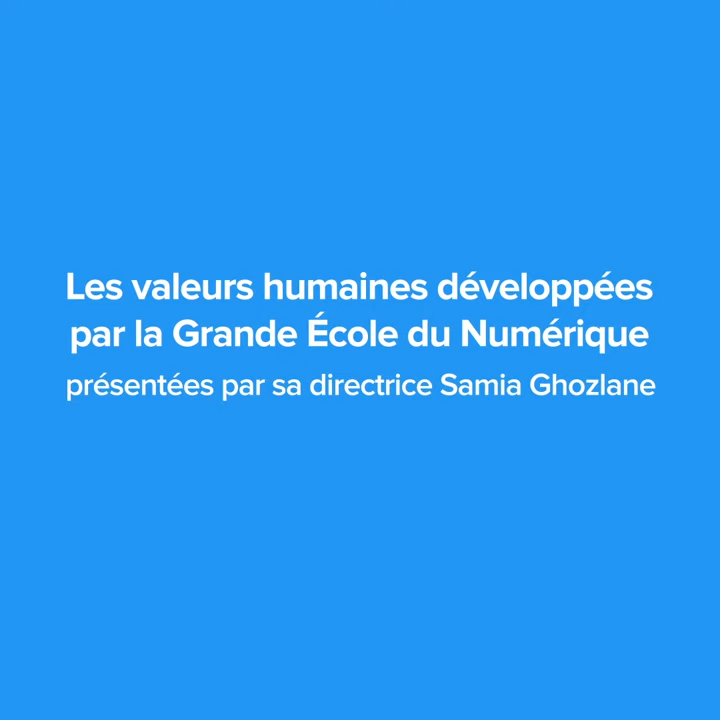 Les valeurs humaines développées
par la Grande École du Numérique
présentées par sa directrice Samia Ghozlane